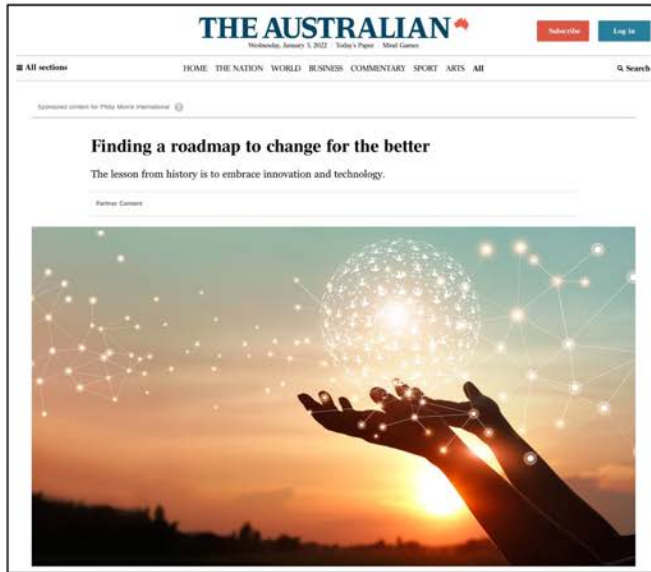 THE AUSTRALIAN
Wednesday, January 5, 2022 | Today's Paper | Mind Games
Subscribe
Log in
All sections
HOME THE NATION WORLD BUSINESS COMMENTARY SPORT ARTS All
Search
Sponsored content for Philip Morris International
Finding a roadmap to change for the better
The lesson from history is to embrace innovation and technology.
Partner Content